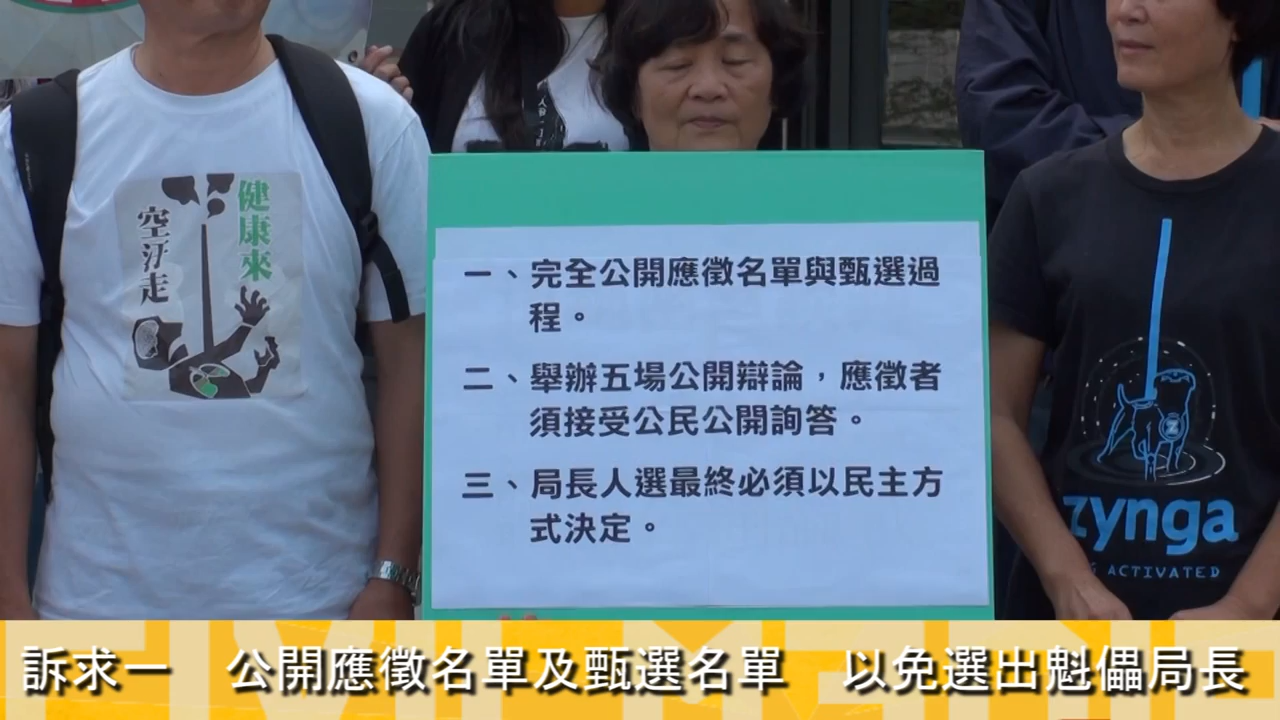 健康來
空汙走
一、完全公開應徵名單與甄選過
程。
二、舉辦五場公開辯論，應徵者
須接受公民公開詢答。
三、局長人選最終必須以民主方
式決定。
zynga
ACTIVATED
訴求一　公開應徵名單及甄選名單　以免選出魁儡局長